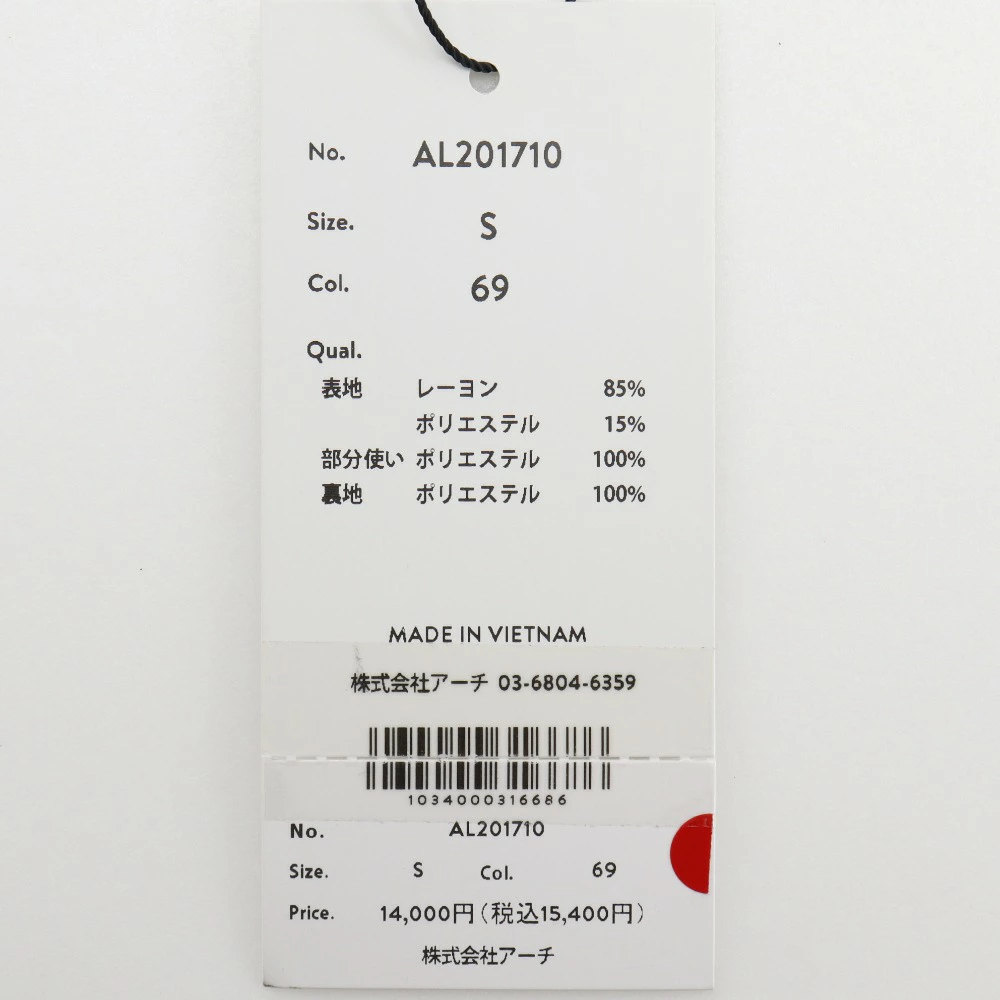 No. AL201710
Size. S
Col. 69
Qual.
表地 レーヨン 85%
ポリエステル 15%
部分使い ポリエステル 100%
裏地 ポリエステル 100%
MADE IN VIETNAM
株式会社アーチ 03-6804-6359
1034000316686
No. AL201710
Size. S Col. 69
Price. 14,000円(税込15,400円)
株式会社アーチ